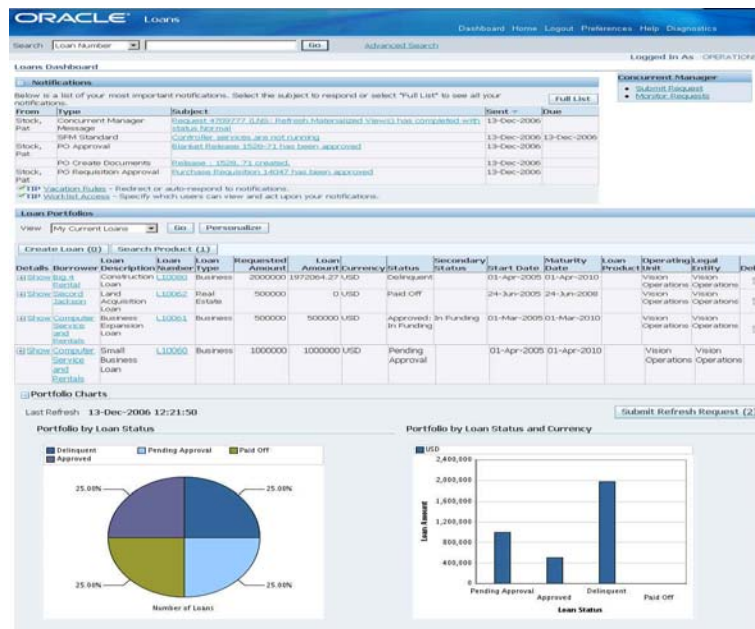 ORACLE Loans
Dashboard Home Logout Preferences Help Diagnostics
Search Loan Number Go Advanced Search
Logged In As OPERATION
Loans Dashboard
Notifications
Concurrent Manager
Below is a list of your most important notifications. Select the subject to respond or select "Full List" to see all your notifications.
Full List
Submit Request
Monitor Requests
From Type Subject Sent Due
Stock, Pat Concurrent Manager Message Request 4709777 (LNS: Refresh Materialized Views) has completed with status Normal 13-Dec-2006
SFM Standard Controller services are not running 13-Dec-2006 13-Dec-2006
Stock, Pat PO Approval Blanket Release 1528-71 has been approved 13-Dec-2006
PO Create Documents Release : 1528, 71 created. 13-Dec-2006
Stock, Pat PO Requisition Approval Purchase Requisition 14047 has been approved 13-Dec-2006
TIP Vacation Rules - Redirect or auto-respond to notifications.
TIP Worklist Access - Specify which users can view and act upon your notifications.
Loan Portfolios
View My Current Loans Go Personalize
Create Loan (0) Search Product (1)
Details Borrower Loan Description Loan Number Loan Type Requested Amount Loan Amount Currency Status Secondary Status Start Date Maturity Date Loan Product Operating Unit Legal Entity Del
Show Big 4 Rental Construction Loan Business 2000000 1972064.27 USD Delinquent 01-Apr-2005 01-Apr-2010 Vision Operations Vision Operations
Show Second Jackson Land Acquisition Loan L10062 Real Estate 500000 0 USD Paid Off 24-Jun-2005 24-Jun-2008 Vision Operations Vision Operations
Show Computer Service and Rentals Business Expansion Loan L10061 Business 500000 500000 USD Approved: In Funding In Funding 01-Mar-2005 01-Mar-2010 Vision Operations Vision Operations
Show Computer Service and Rentals Small Business Loan L10060 Business 1000000 1000000 USD Pending Approval 01-Apr-2005 01-Apr-2010 Vision Operations Vision Operations
Portfolio Charts
Last Refresh 13-Dec-2006 12:21:50
Submit Refresh Request (2)
Portfolio by Loan Status
Delinquent Pending Approval Paid Off
Approved
25.00% 25.00%
25.00% 25.00%
Number of Loans
Portfolio by Loan Status and Currency
USD
2,400,000
2,000,000
1,600,000
1,200,000
800,000
400,000
0
Loan Amount
Pending Approval Approved Delinquent Paid Off
Loan Status